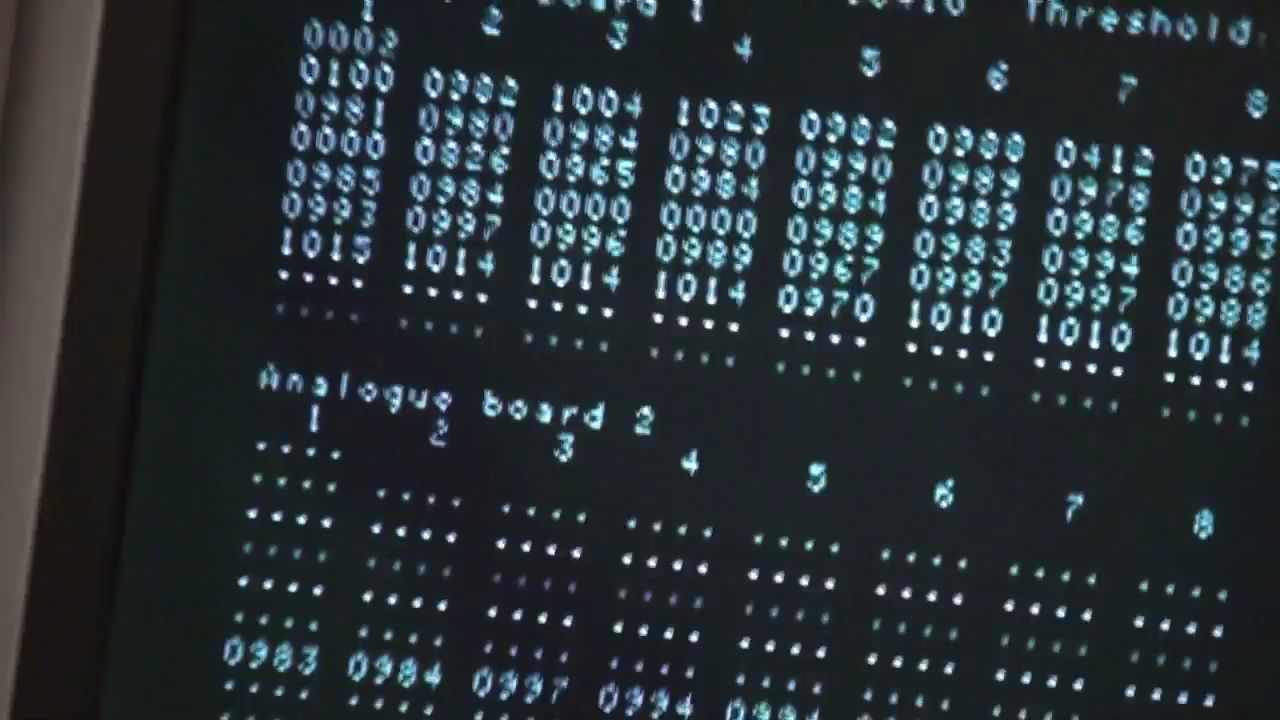 board 1 Threshold:
1 2 3 4 5 6 7 8
0002
0100 0982 1004 1023 0982 0988 0412 0975
0981 0980 0984 0980 0990 0989 0978 0992
0000 0826 0965 0984 0984 0989 0986 0993
0985 0984 0000 0000 0989 0983 0994 0986
0993 0997 0996 0989 0967 0997 0997 0988
1015 1014 1014 1014 0970 1010 1010 1014
.... .... .... .... .... .... .... ....
.... .... .... .... .... .... .... ....
Analogue board 2
1 2 3 4 5 6 7 8
....
.... .... .... .... .... .... .... ....
.... .... .... .... .... .... .... ....
.... .... .... .... .... .... .... ....
.... .... .... .... .... .... .... ....
.... .... .... .... .... .... .... ....
0983 0984 0997 0994
.... ....